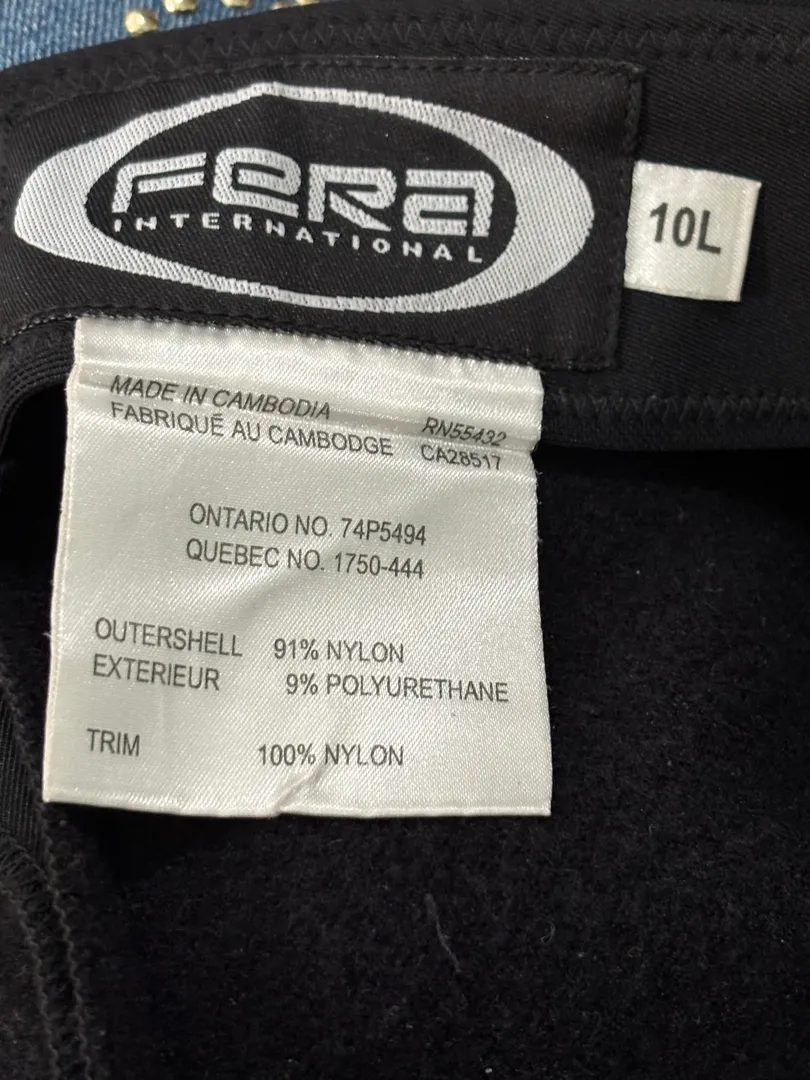 FERA
INTERNATIONAL
10L
MADE IN CAMBODIA
FABRIQUÉ AU CAMBODGE
RN55432
CA28517
ONTARIO NO. 74P5494
QUEBEC NO. 1750-444
OUTERSHELL 91% NYLON
EXTERIEUR 9% POLYURETHANE
TRIM 100% NYLON